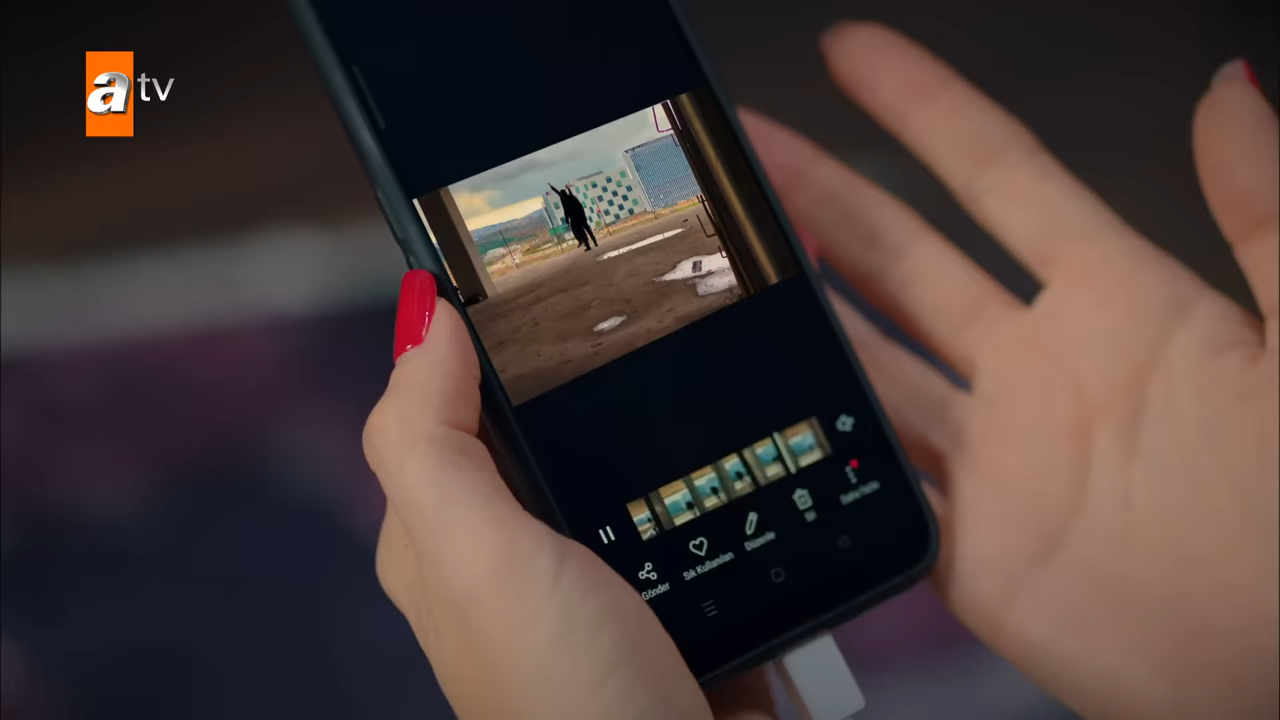 atv
Gönder
Sık Kullanılan
Düzenle
Sil